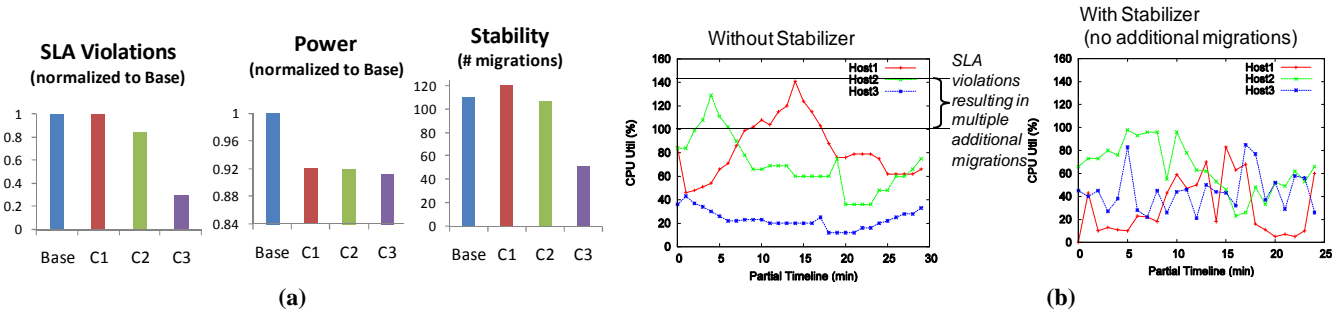 SLA Violations
(normalized to Base)
1
0.8
0.6
0.4
0.2
0
Base C1 C2 C3
Power
(normalized to Base)
1
0.96
0.92
0.88
0.84
Base C1 C2 C3
Stability
(# migrations)
120
100
80
60
40
20
0
Base C1 C2 C3
(a)
Without Stabilizer
CPU Util (%)
160
140
120
100
80
60
40
20
0
Host1
Host2
Host3
0 5 10 15 20 25 30
Partial Timeline (min)
SLA
violations
resulting in
multiple
additional
migrations
With Stabilizer
(no additional migrations)
CPU Util (%)
160
140
120
100
80
60
40
20
0
Host1
Host2
Host3
0 5 10 15 20 25
Partial Timeline (min)
(b)